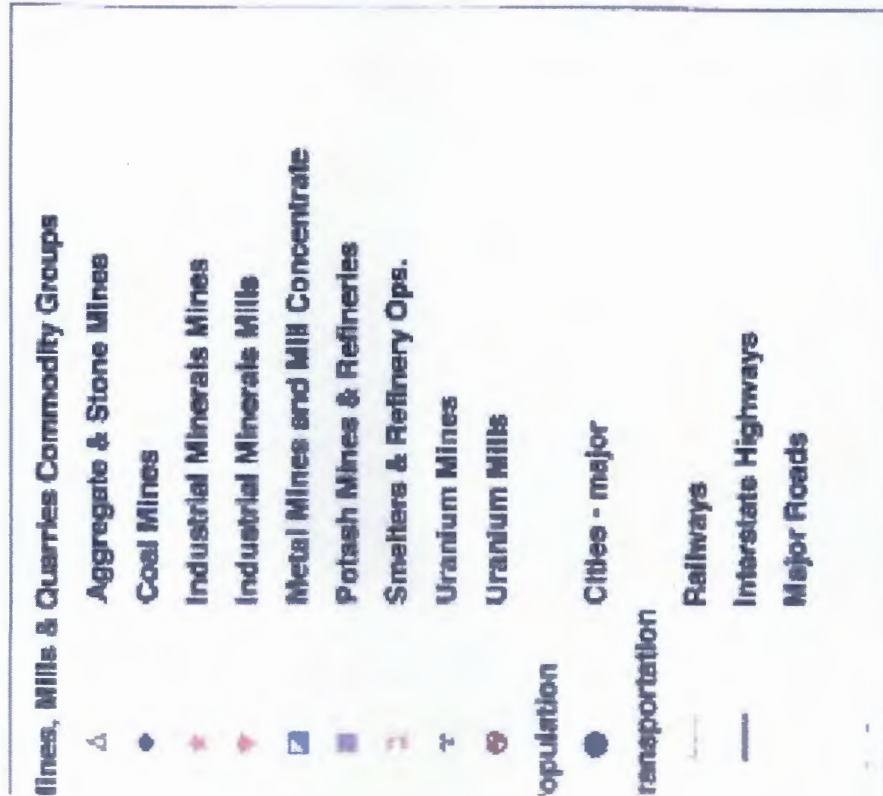 lines, Mills & Quarries Commodity Groups
Aggregate & Stone Mines
Coal Mines
Industrial Minerals Mines
Industrial Minerals Mills
Metal Mines and Mill Concentrate
Potash Mines & Refineries
Smelters & Refinery Ops.
Uranium Mines
Uranium Mills
opulation
Cities - major
ransportation
Railways
Interstate Highways
Major Roads